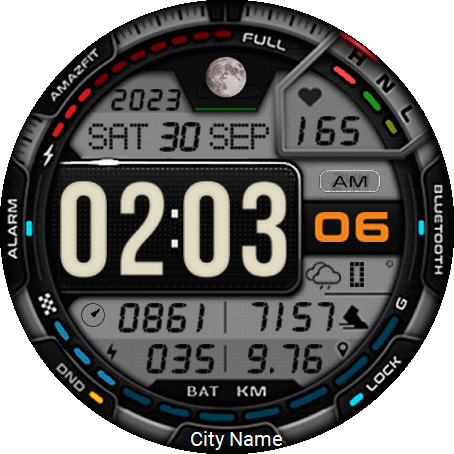 AMAZFIT
FULL
H N L
2023
SAT 30 SEP
165
ALARM
02:03
AM
06
BLUETOOTH
0
0861 7157
035 9.76
G
DND
BAT KM
LOCK
City Name